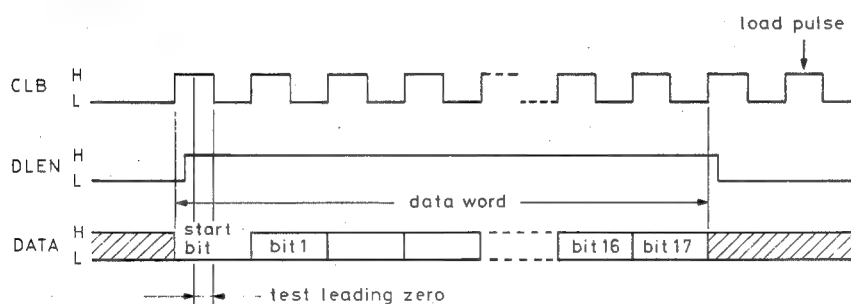 load pulse
CLB
H
L
DLEN
H
L
data word
DATA
H
L
start
bit
bit 1
bit 16
bit 17
test leading zero